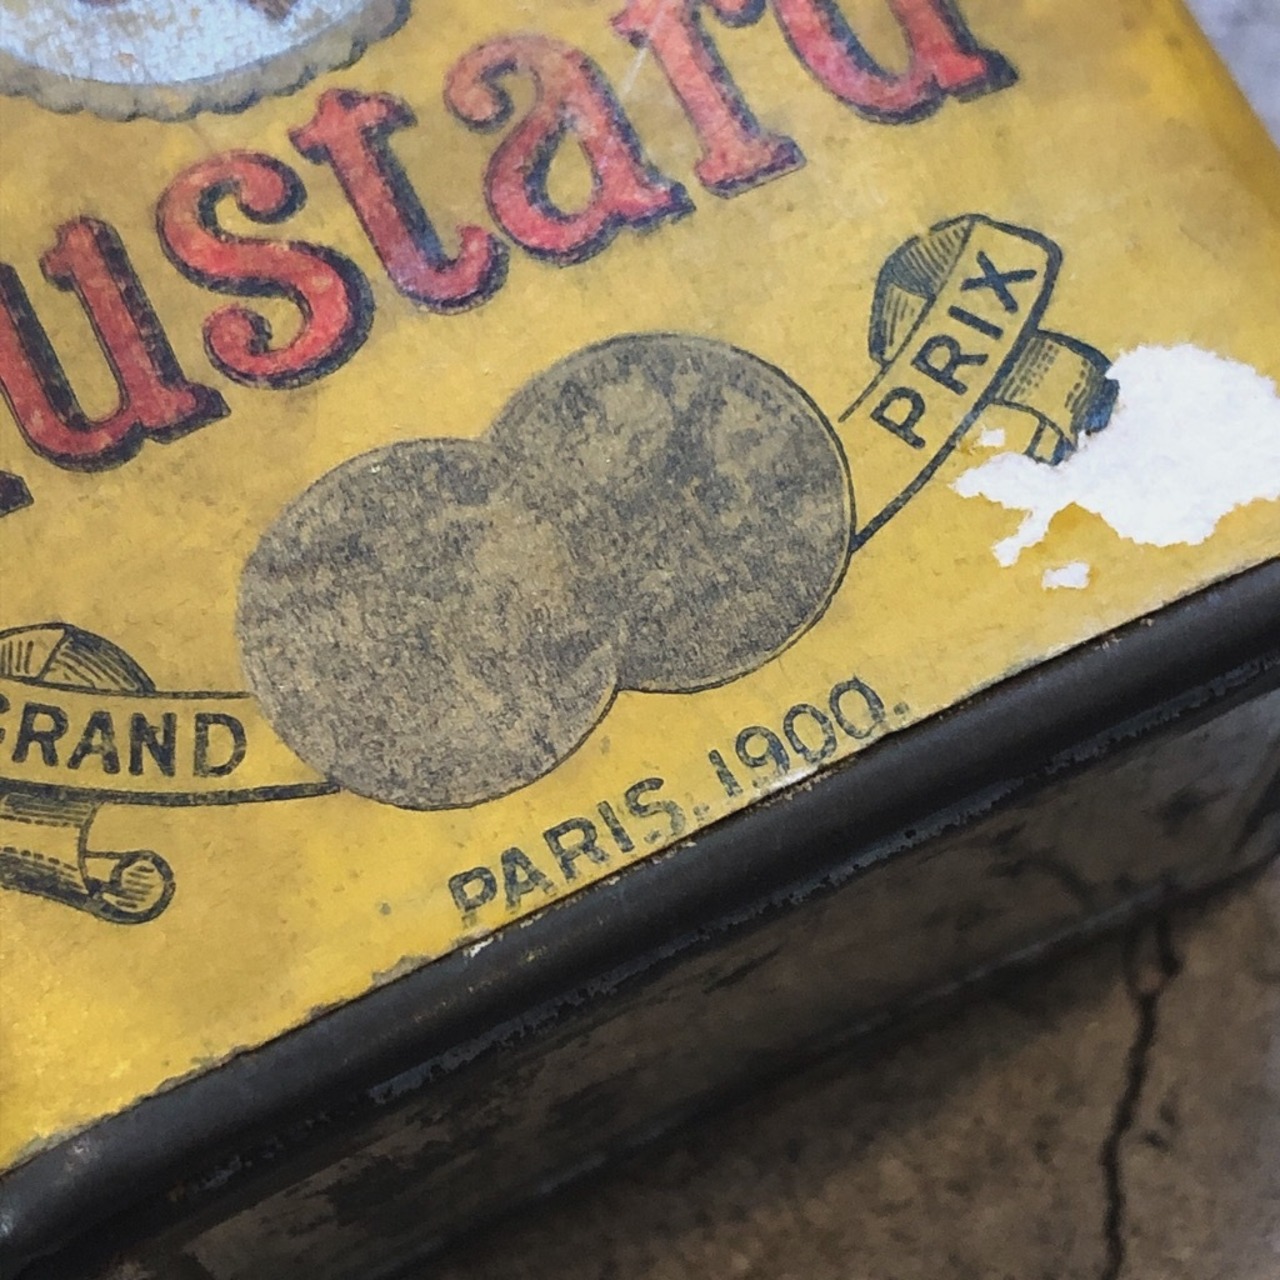 ustard
GRAND PRIX
PARIS. 1900.